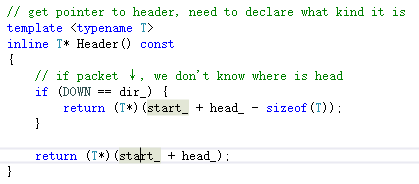 // get pointer to header, need to declare what kind it is
template <typename T>
inline T* Header() const
{
// if packet ↓, we don't know where is head
if (DOWN == dir_) {
return (T*)(start_ + head_ - sizeof(T));
}
return (T*)(start_ + head_);
}